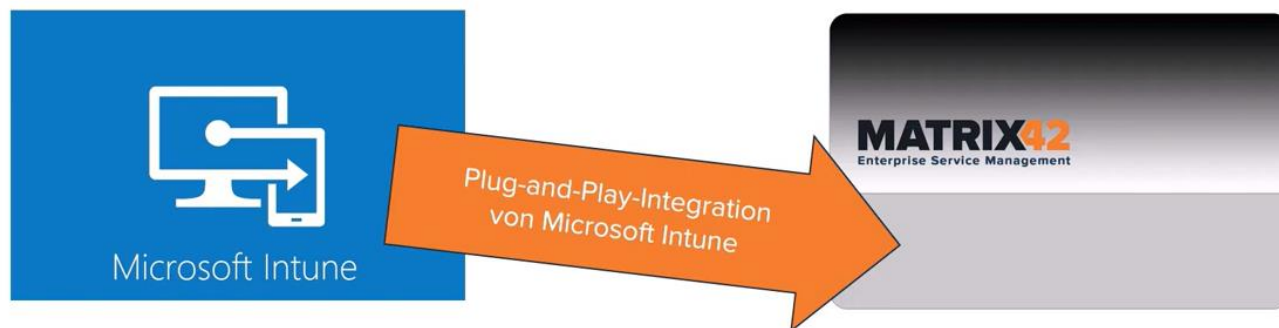 Microsoft Intune
Plug-and-Play-Integration
von Microsoft Intune
MATRIX42
Enterprise Service Management